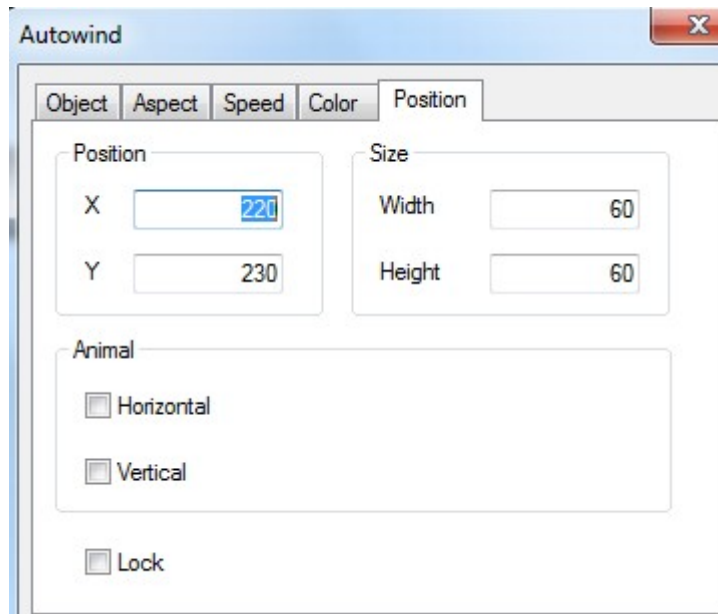 Autowind
Object Aspect Speed Color Position
Position
X 220
Y 230
Size
Width 60
Height 60
Animal
Horizontal
Vertical
Lock